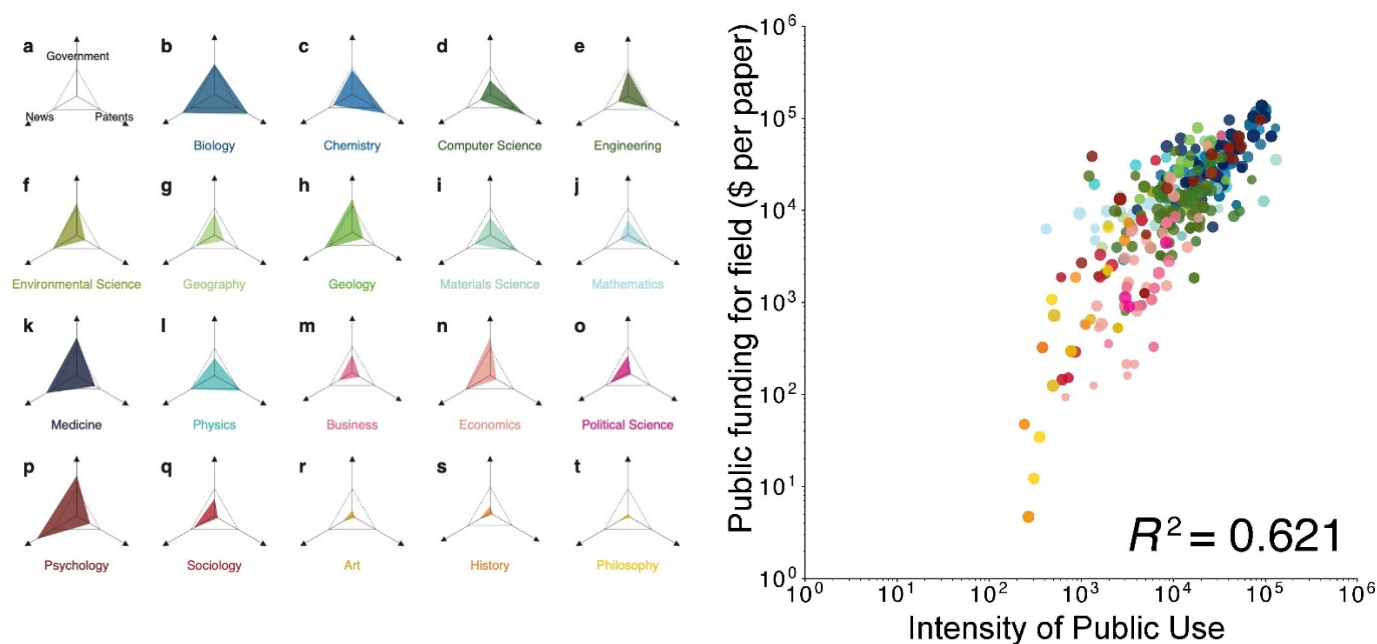 a
Government
News
Patents
b
Biology
c
Chemistry
d
Computer Science
e
Engineering
f
Environmental Science
g
Geography
h
Geology
i
Materials Science
j
Mathematics
k
Medicine
l
Physics
m
Business
n
Economics
o
Political Science
p
Psychology
q
Sociology
r
Art
s
History
t
Philosophy
Public funding for field ($ per paper)
10⁶
10⁵
10⁴
10³
10²
10¹
10⁰
R² = 0.621
10⁰ 10¹ 10² 10³ 10⁴ 10⁵ 10⁶
Intensity of Public Use